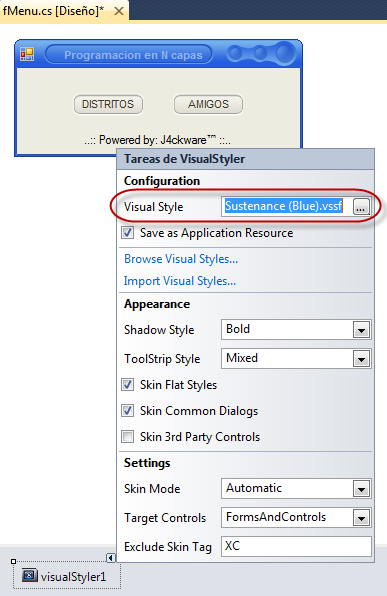 fMenu.cs [Diseño]*
Programacion en N capas
DISTRITOS AMIGOS
..:: Powered by: J4ckware™ ::..
Tareas de VisualStyler
Configuration
Visual Style Sustenance (Blue).vssf ...
Save as Application Resource
Browse Visual Styles...
Import Visual Styles...
Appearance
Shadow Style Bold
ToolStrip Style Mixed
Skin Flat Styles
Skin Common Dialogs
Skin 3rd Party Controls
Settings
Skin Mode Automatic
Target Controls FormsAndControls
Exclude Skin Tag XC
visualStyler1